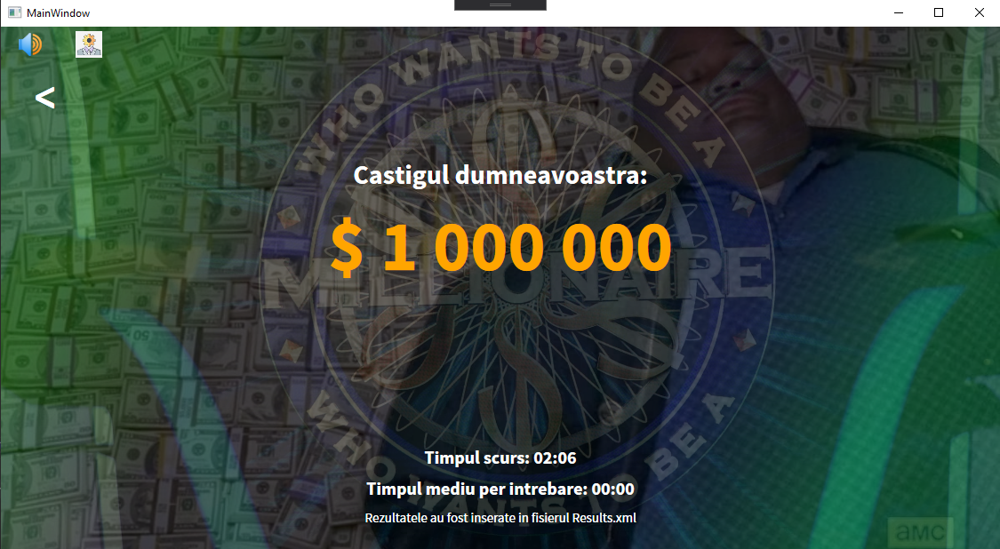 MainWindow
<
WHO WANTS TO BE A
Castigul dumneavoastra:
$ 1 000 000
MILLIONAIRE
WHO WANTS TO BE A
Timpul scurs: 02:06
Timpul mediu per intrebare: 00:00
Rezultatele au fost inserate in fisierul Results.xml
amc